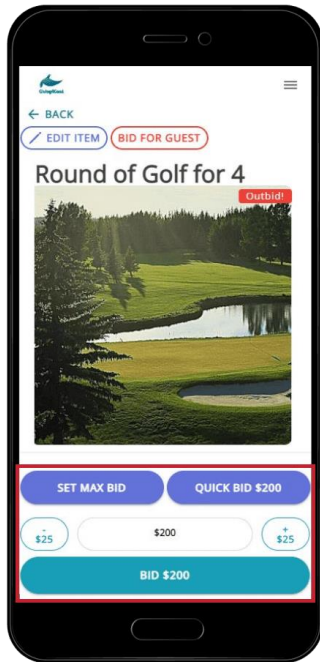 ← BACK
EDIT ITEM
BID FOR GUEST
Round of Golf for 4
Outbid!
SET MAX BID
QUICK BID $200
- $25
$200
+ $25
BID $200